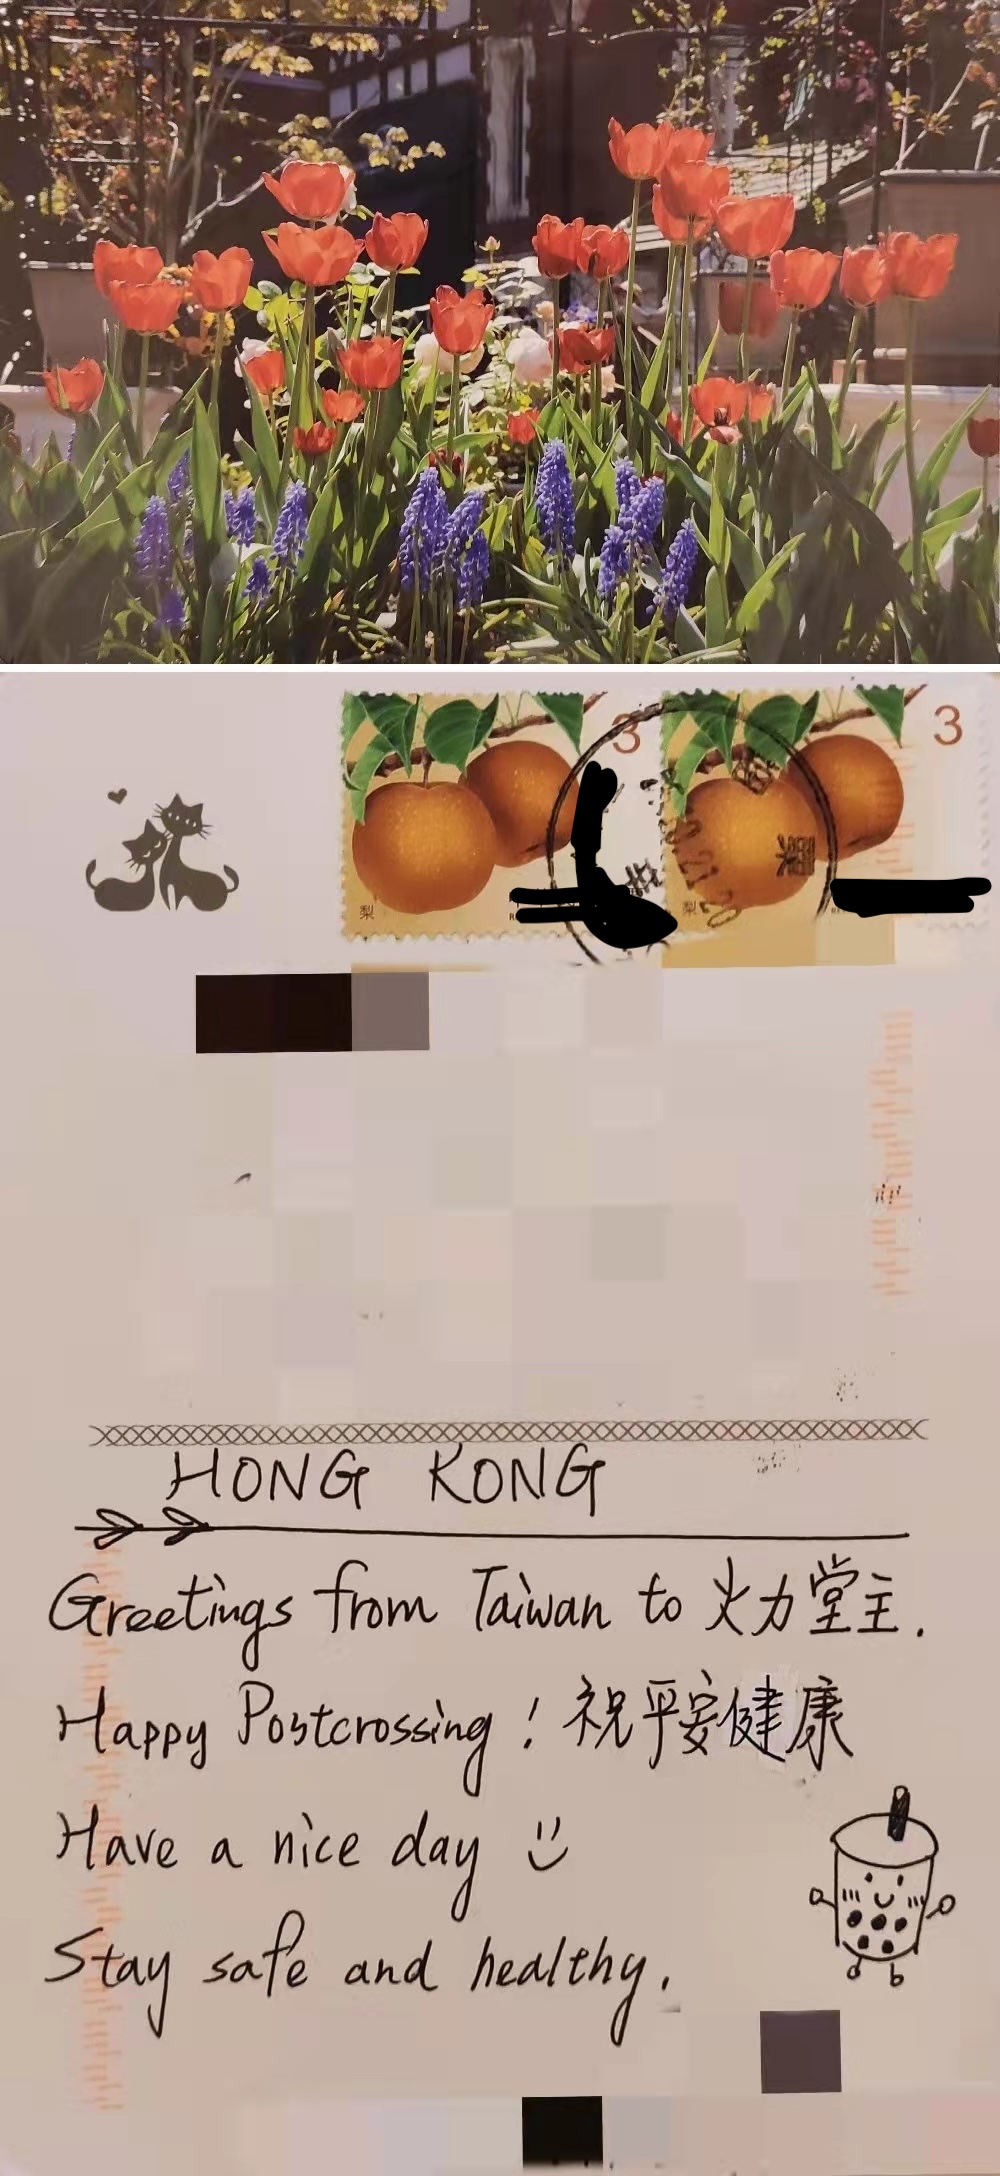 3
3
梨
梨
HONG KONG
Greetings from Taiwan to 火力堂主.
Happy Postcrossing! 祝平安健康
Have a nice day
Stay safe and healthy.